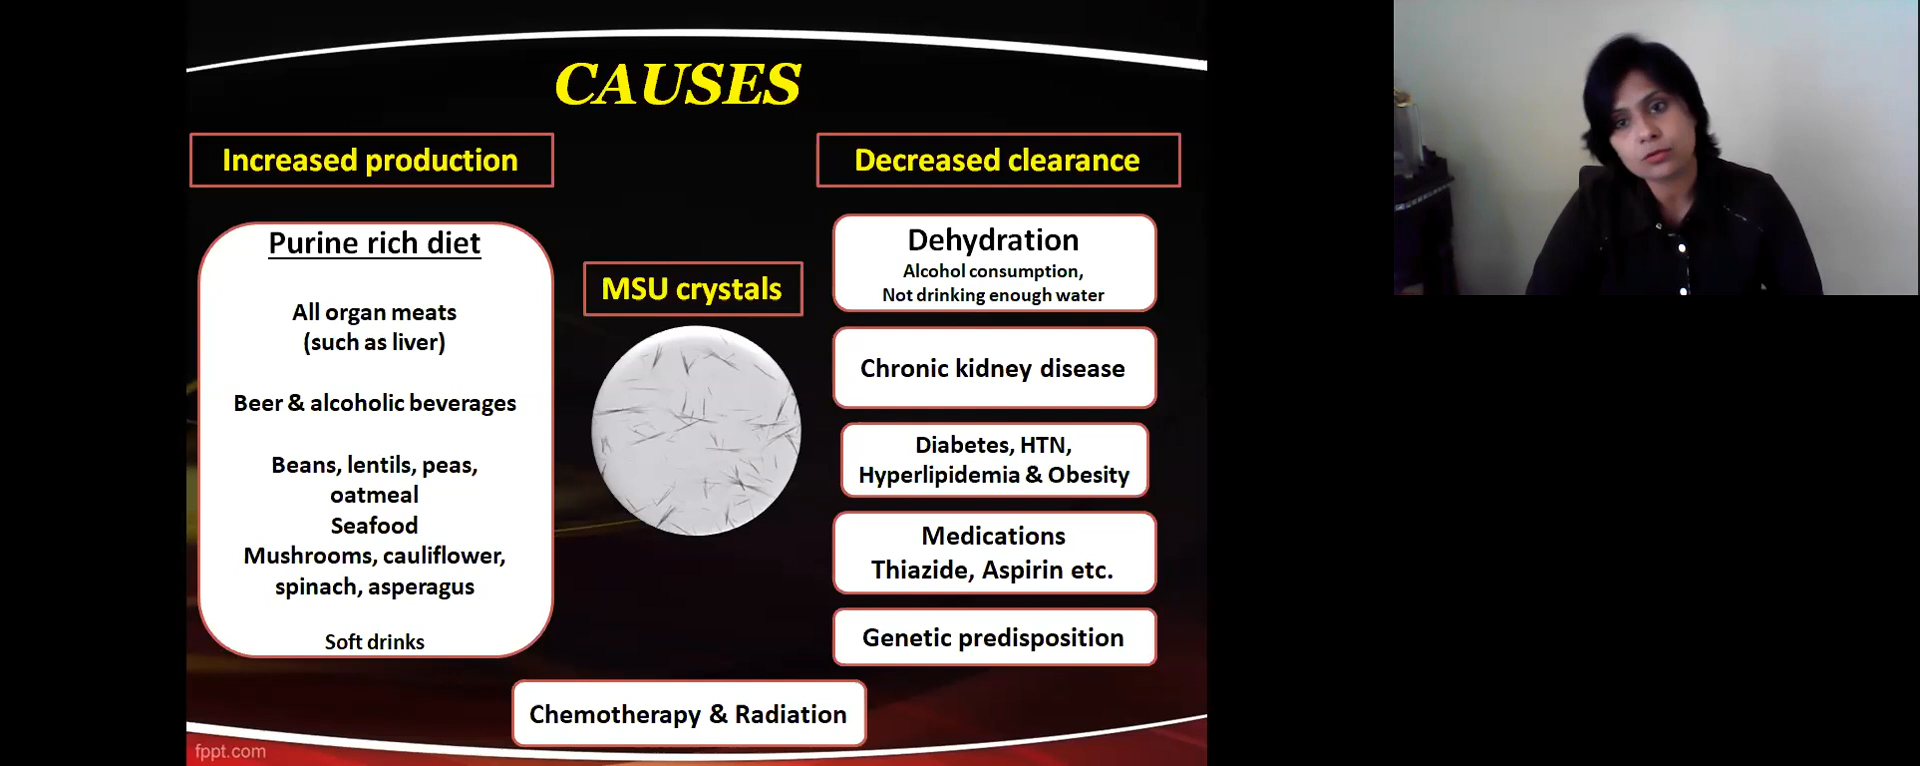 CAUSES
Increased production
Purine rich diet
All organ meats
(such as liver)
Beer & alcoholic beverages
Beans, lentils, peas,
oatmeal
Seafood
Mushrooms, cauliflower,
spinach, asperagus
Soft drinks
MSU crystals
Decreased clearance
Dehydration
Alcohol consumption,
Not drinking enough water
Chronic kidney disease
Diabetes, HTN,
Hyperlipidemia & Obesity
Medications
Thiazide, Aspirin etc.
Genetic predisposition
Chemotherapy & Radiation
fppt.com